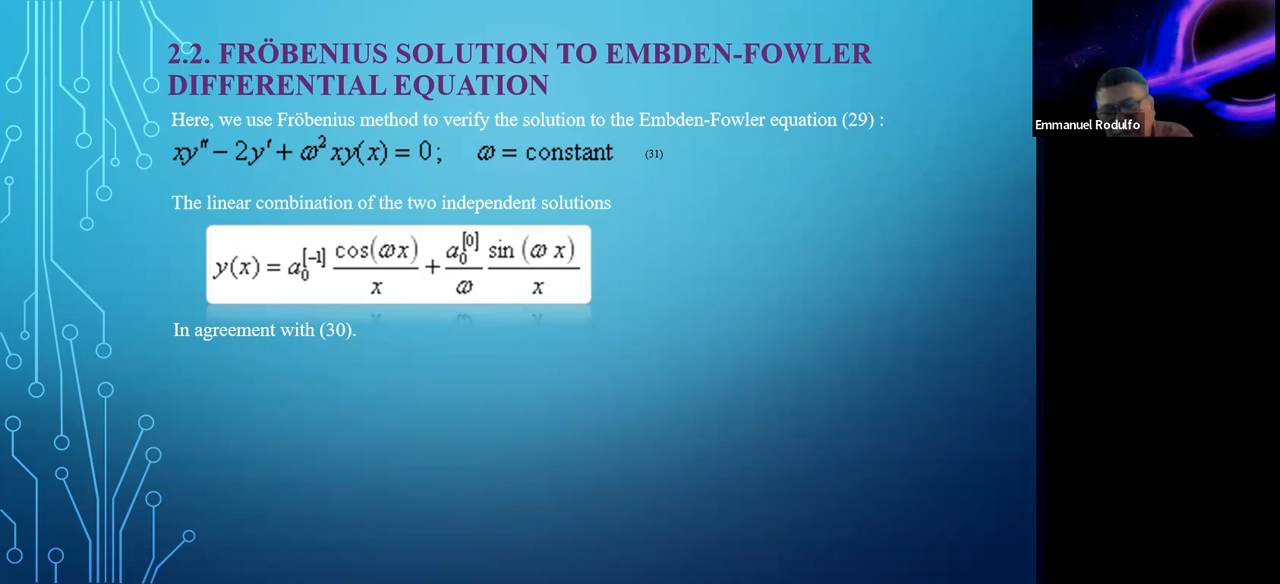 2.2. FRÖBENIUS SOLUTION TO EMBDEN-FOWLER
DIFFERENTIAL EQUATION
Here, we use Fröbenius method to verify the solution to the Embden-Fowler equation (29) :
xy″ − 2y′ + ω² xy(x) = 0; ω = constant (31)
The linear combination of the two independent solutions
y(x) = a₀^[-1] cos(ω x)/x + a₀^[0]/ω sin (ω x)/x
In agreement with (30).
Emmanuel Rodulfo